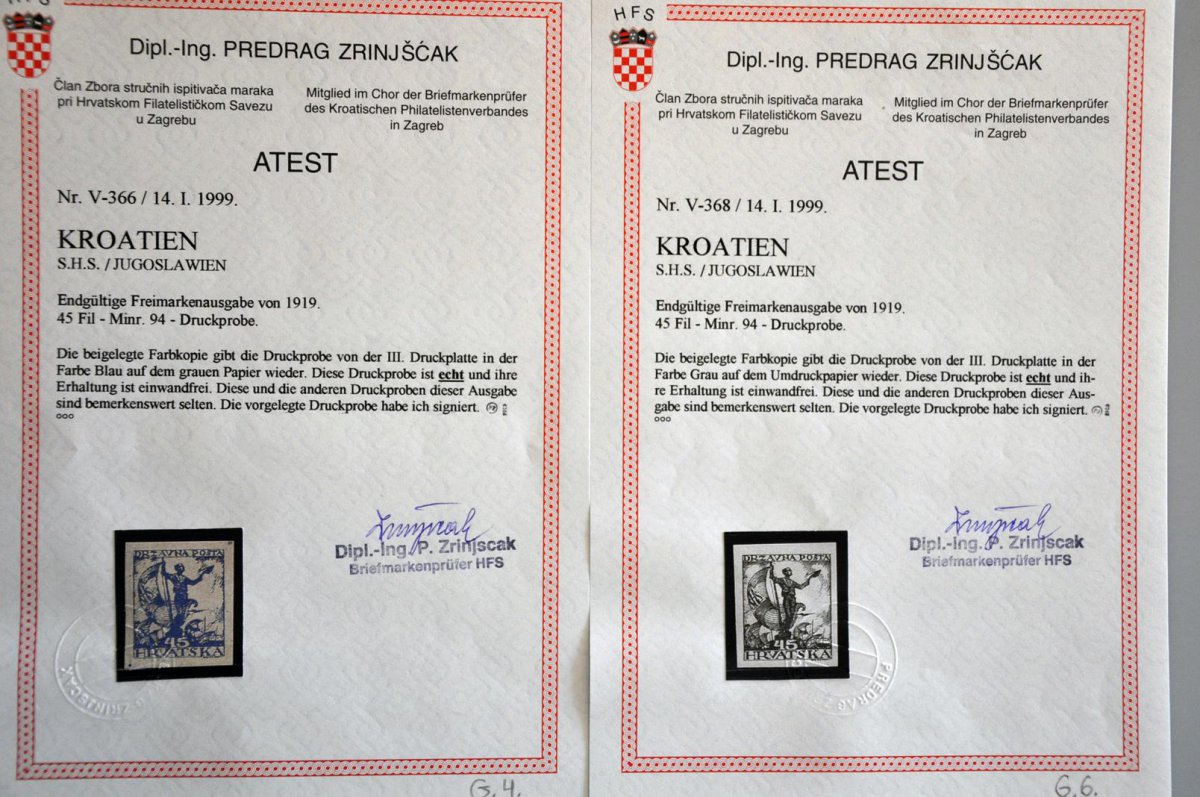 HFS
Dipl.-Ing. PREDRAG ZRINJŠĆAK
Član Zbora stručnih ispitivača maraka
pri Hrvatskom Filatelističkom Savezu
u Zagrebu
Mitglied im Chor der Briefmarkenprüfer
des Kroatischen Philatelistenverbandes
in Zagreb
ATEST
Nr. V-366 / 14. I. 1999.
KROATIEN
S.H.S. /JUGOSLAWIEN
Endgültige Freimarkenausgabe von 1919.
45 Fil - Minr. 94 - Druckprobe.
Die beigelegte Farbkopie gibt die Druckprobe von der III. Druckplatte in der
Farbe Blau auf dem grauen Papier wieder. Diese Druckprobe ist echt und ihre
Erhaltung ist einwandfrei. Diese und die anderen Druckproben dieser Ausgabe
sind bemerkenswert selten. Die vorgelegte Druckprobe habe ich signiert.
Dipl.-Ing. P. Zrinjscak
Briefmarkenprüfer HFS
DRŽAVNA POŠTA
45
HRVATSKA
ZRINJŠĆAK
G.4.
HFS
Dipl.-Ing. PREDRAG ZRINJŠĆAK
Član Zbora stručnih ispitivača maraka
pri Hrvatskom Filatelističkom Savezu
u Zagrebu
Mitglied im Chor der Briefmarkenprüfer
des Kroatischen Philatelistenverbandes
in Zagreb
ATEST
Nr. V-368 / 14. I. 1999.
KROATIEN
S.H.S. /JUGOSLAWIEN
Endgültige Freimarkenausgabe von 1919.
45 Fil - Minr. 94 - Druckprobe.
Die beigelegte Farbkopie gibt die Druckprobe von der III. Druckplatte in der
Farbe Grau auf dem Umdruckpapier wieder. Diese Druckprobe ist echt und ih-
re Erhaltung ist einwandfrei. Diese und die anderen Druckproben dieser Aus-
gabe sind bemerkenswert selten. Die vorgelegte Druckprobe habe ich signiert.
Dipl.-Ing. P. Zrinjscak
Briefmarkenprüfer HFS
DRŽAVNA POŠTA
45
HRVATSKA
PREDRAG
G.6.